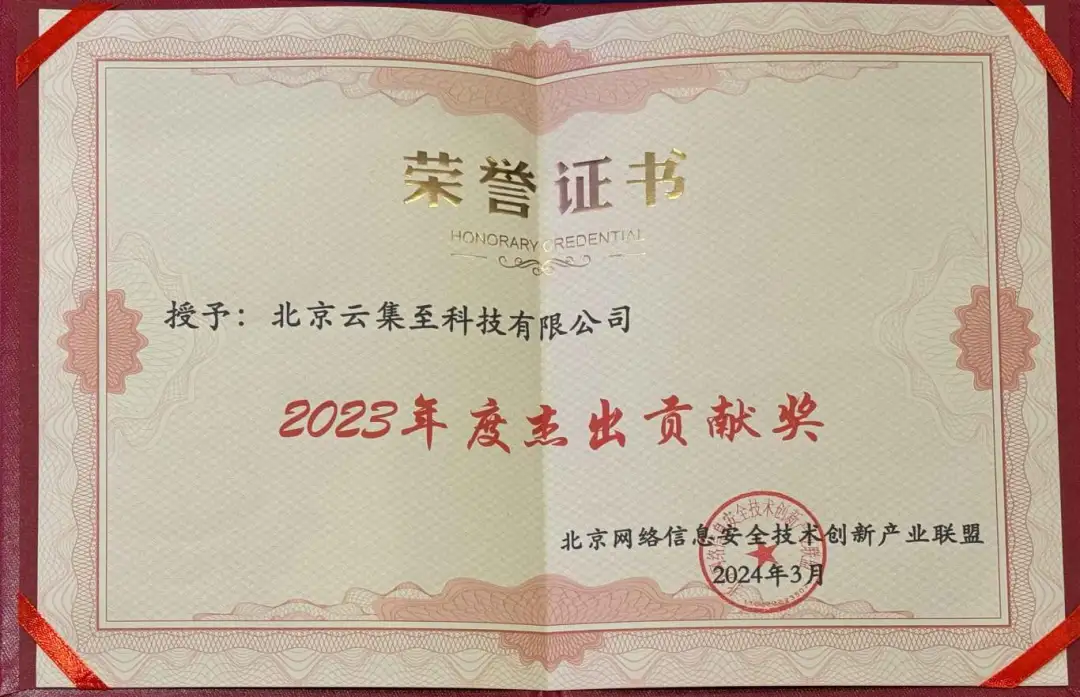 荣誉证书
HONORARY CREDENTIAL
授予：北京云集至科技有限公司
2023年度杰出贡献奖
北京网络信息安全技术创新产业联盟
2024年3月